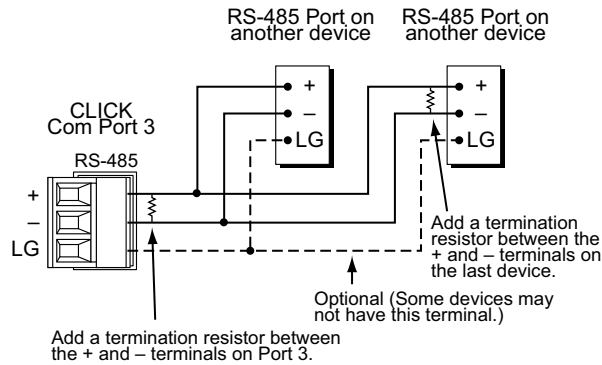 RS-485 Port on
another device
RS-485 Port on
another device
+
–
LG
+
–
LG
CLICK
Com Port 3
RS-485
+
–
LG
Add a termination
resistor between the
+ and – terminals on
the last device.
Optional (Some devices may
not have this terminal.)
Add a termination resistor between
the + and – terminals on Port 3.